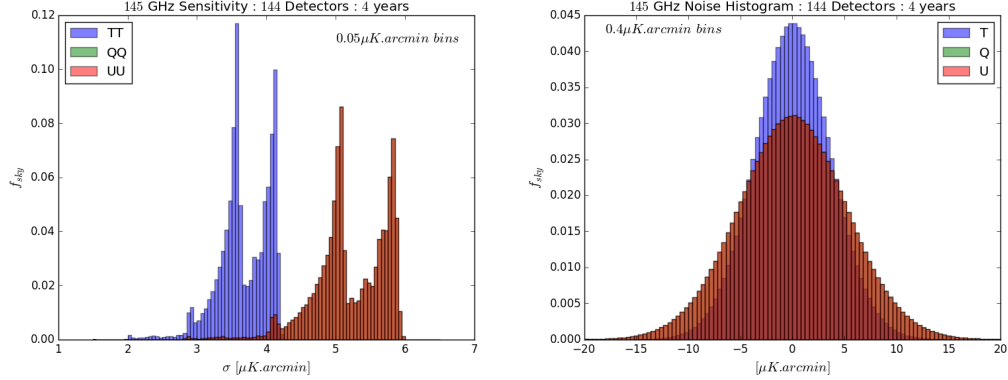 145 GHz Sensitivity : 144 Detectors : 4 years
0.05μK.arcmin bins
TT
QQ
UU
f_sky
0.12
0.10
0.08
0.06
0.04
0.02
0.00
1 2 3 4 5 6 7
σ [μK.arcmin]
145 GHz Noise Histogram : 144 Detectors : 4 years
0.4μK.arcmin bins
T
Q
U
f_sky
0.045
0.040
0.035
0.030
0.025
0.020
0.015
0.010
0.005
0.000
−20 −15 −10 −5 0 5 10 15 20
[μK.arcmin]